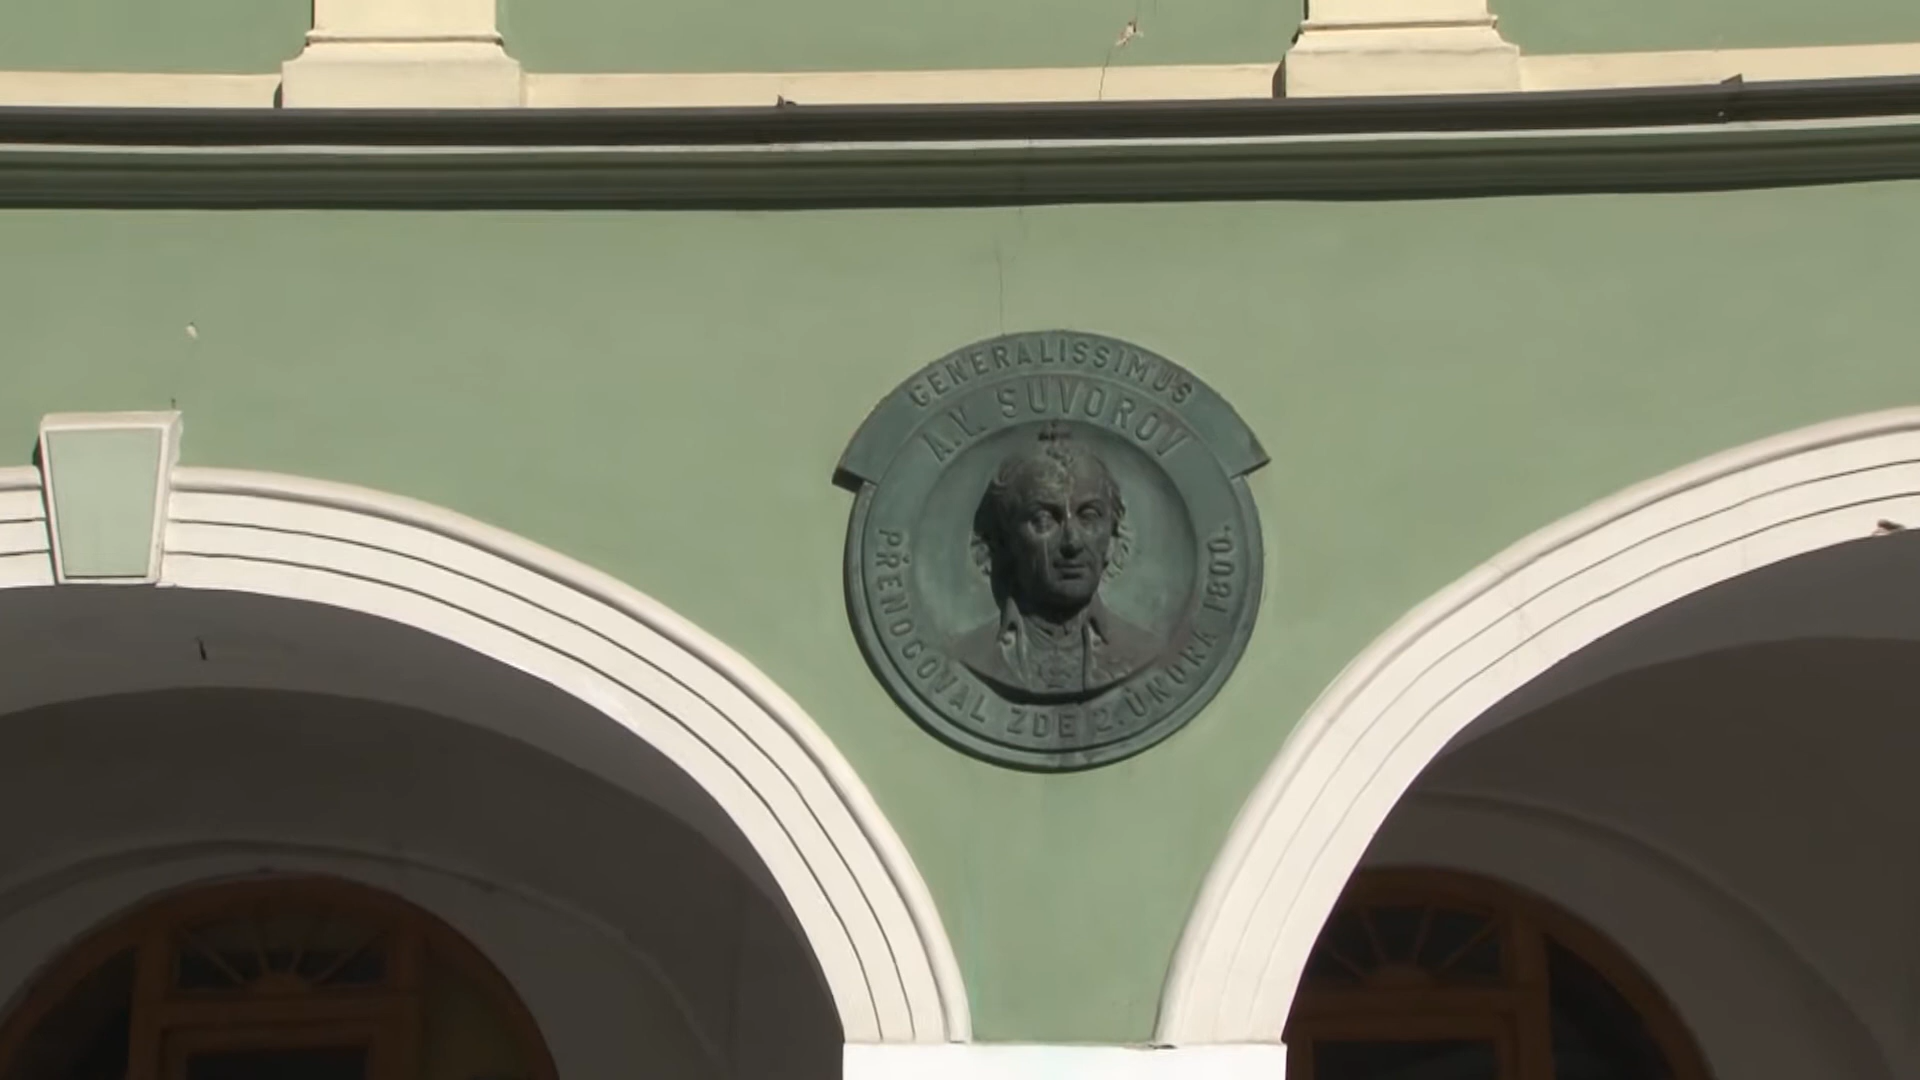 GENERALISSIMUS
A.V. SUVOROV
PŘENOCOVAL ZDE 2. ÚNORA 1800.